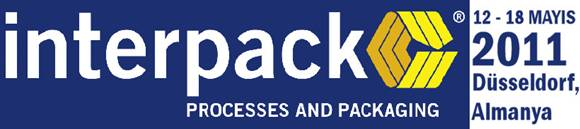 interpack®
PROCESSES AND PACKAGING
12 - 18 MAYIS
2011
Düsseldorf,
Almanya